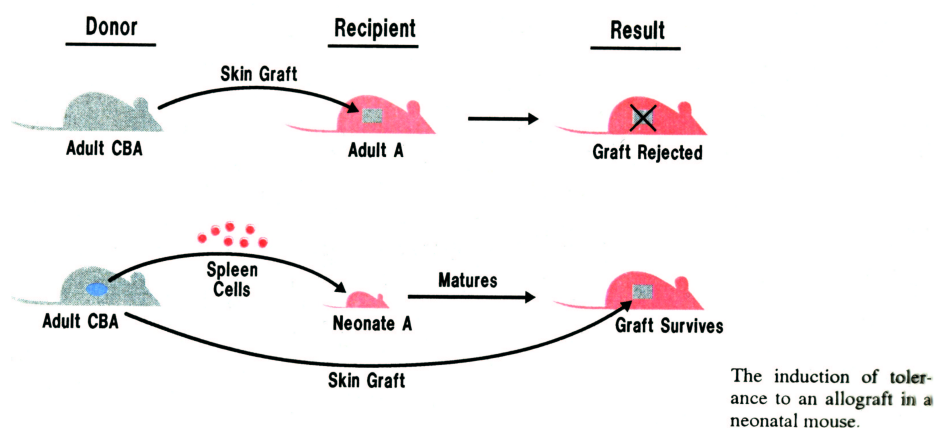 Donor
Recipient
Result
Skin Graft
Adult CBA
Adult A
Graft Rejected
Spleen
Cells
Matures
Adult CBA
Neonate A
Graft Survives
Skin Graft
The induction of toler-
ance to an allograft in a
neonatal mouse.